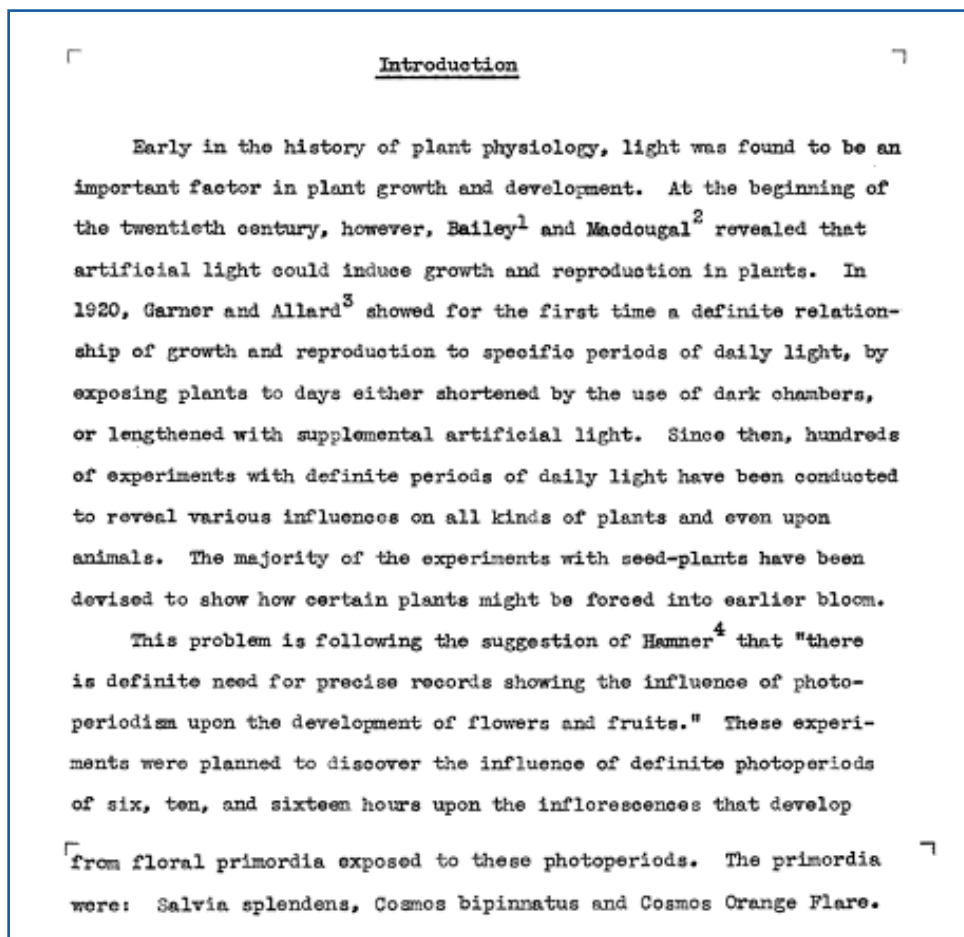 Introduction
Early in the history of plant physiology, light was found to be an
important factor in plant growth and development. At the beginning of
the twentieth century, however, Bailey1 and Macdougal2 revealed that
artificial light could induce growth and reproduction in plants. In
1920, Garner and Allard3 showed for the first time a definite relation-
ship of growth and reproduction to specific periods of daily light, by
exposing plants to days either shortened by the use of dark chambers,
or lengthened with supplemental artificial light. Since then, hundreds
of experiments with definite periods of daily light have been conducted
to reveal various influences on all kinds of plants and even upon
animals. The majority of the experiments with seed-plants have been
devised to show how certain plants might be forced into earlier bloom.
This problem is following the suggestion of Hamner4 that "there
is definite need for precise records showing the influence of photo-
periodism upon the development of flowers and fruits." These experi-
ments were planned to discover the influence of definite photoperiods
of six, ten, and sixteen hours upon the inflorescences that develop
from floral primordia exposed to these photoperiods. The primordia
were: Salvia splendens, Cosmos bipinnatus and Cosmos Orange Flare.